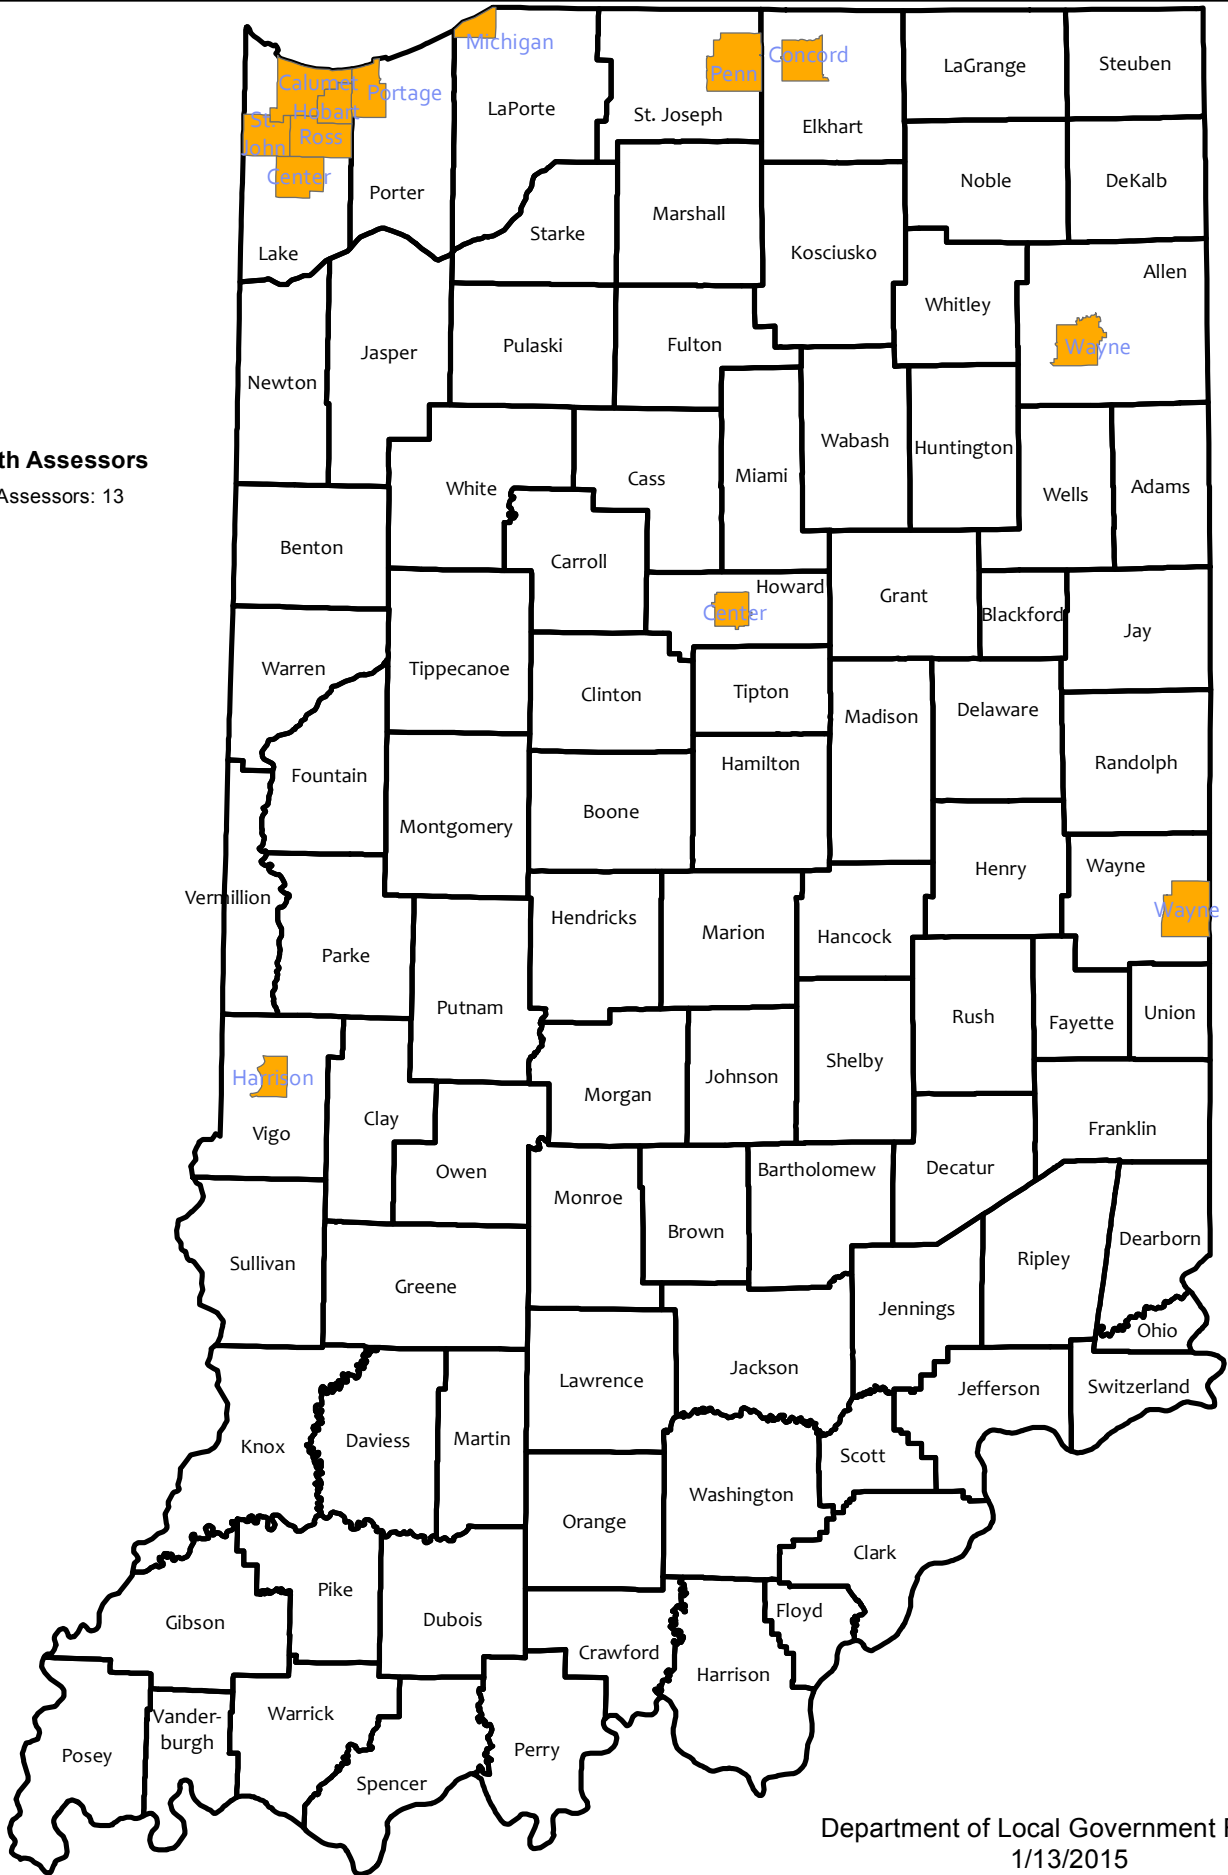 Michigan
Calumet
Portage
Hobart
St.
John
Ross
Center
Penn
Concord
LaPorte
St. Joseph
Elkhart
LaGrange
Steuben
Porter
Lake
Starke
Marshall
Kosciusko
Noble
DeKalb
Allen
Whitley
Wayne
Newton
Jasper
Pulaski
Fulton
th Assessors
Assessors: 13
White
Cass
Miami
Wabash
Huntington
Wells
Adams
Benton
Carroll
Howard
Center
Grant
Blackford
Jay
Warren
Tippecanoe
Clinton
Tipton
Madison
Delaware
Randolph
Fountain
Montgomery
Boone
Hamilton
Henry
Wayne
Wayne
Vermillion
Parke
Putnam
Hendricks
Marion
Hancock
Rush
Fayette
Union
Harrison
Vigo
Clay
Owen
Morgan
Johnson
Shelby
Franklin
Monroe
Brown
Bartholomew
Decatur
Dearborn
Ripley
Sullivan
Greene
Jennings
Ohio
Lawrence
Jackson
Jefferson
Switzerland
Knox
Daviess
Martin
Scott
Washington
Orange
Clark
Pike
Gibson
Dubois
Floyd
Crawford
Harrison
Posey
Vander-
burgh
Warrick
Spencer
Perry
Department of Local Government
1/13/2015